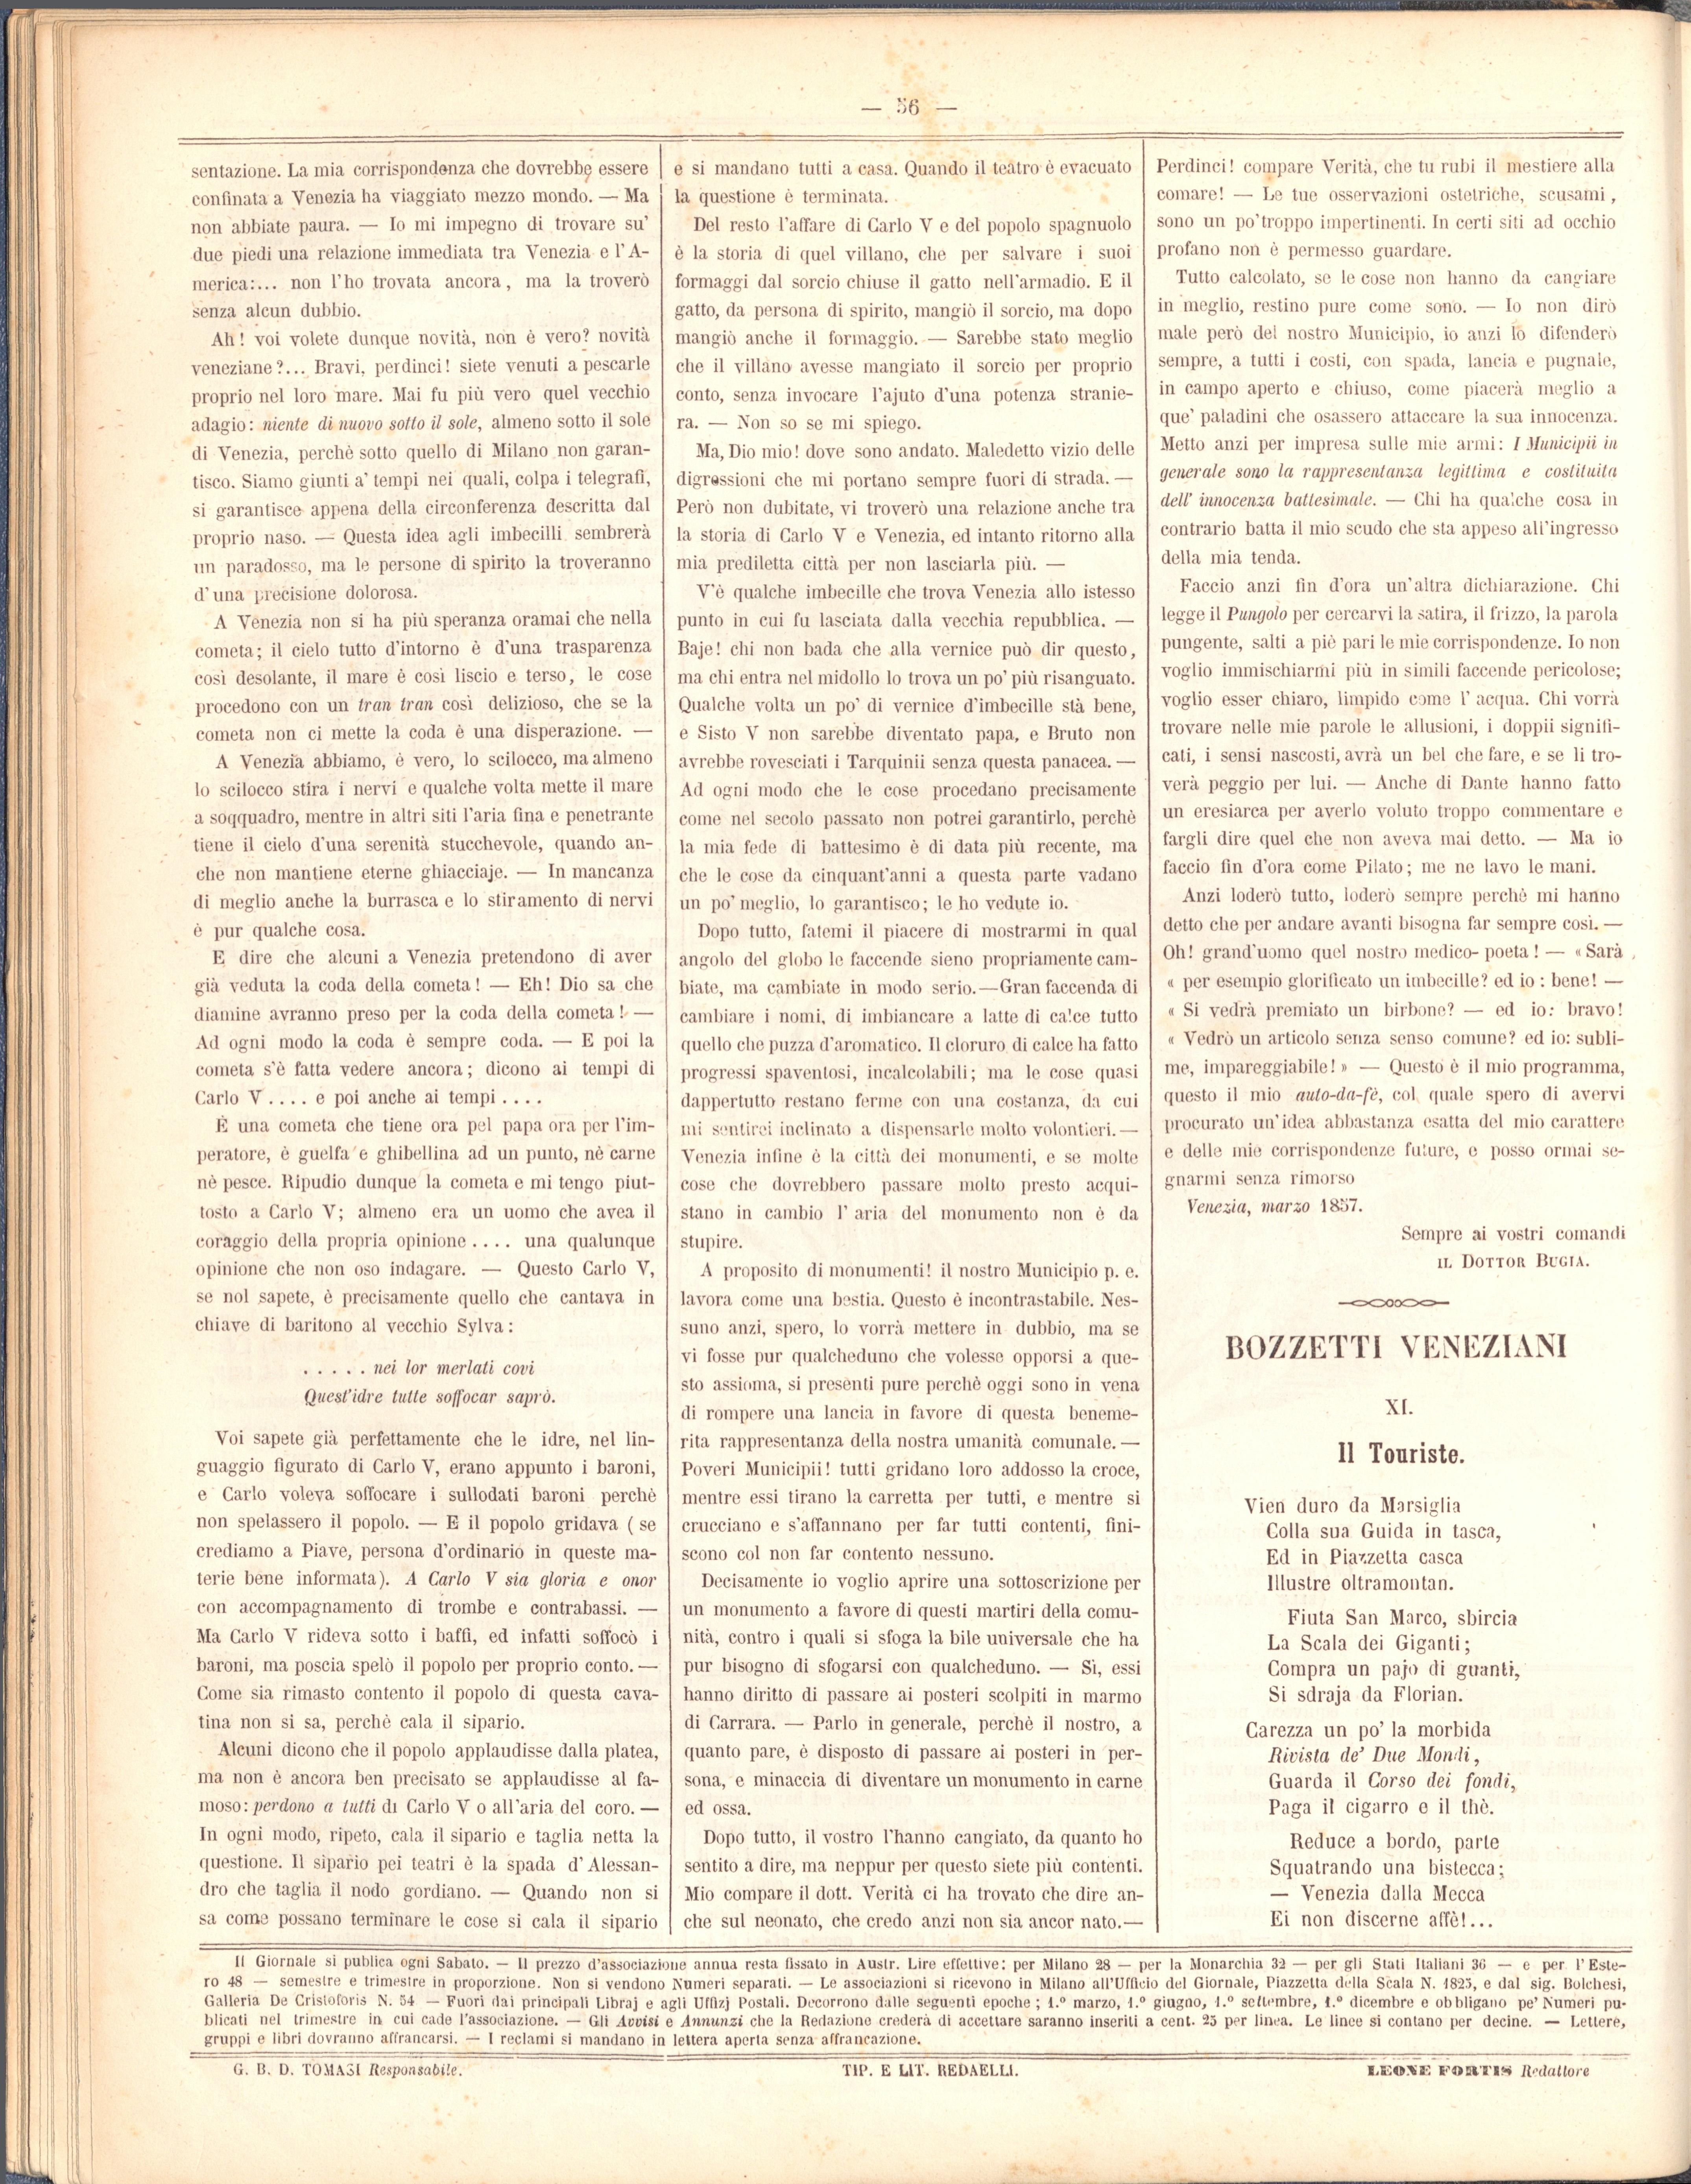 — 56 —
sentazione. La mia corrispondenza che dovrebbe essere
confinata a Venezia ha viaggiato mezzo mondo. — Ma
non abbiate paura. — Io mi impegno di trovare su'
due piedi una relazione immediata tra Venezia e l'A-
merica:... non l'ho trovata ancora, ma la troverò
senza alcun dubbio.
Ah! voi volete dunque novità, non è vero? novità
veneziane?... Bravi, perdinci! siete venuti a pescarle
proprio nel loro mare. Mai fu più vero quel vecchio
adagio: niente di nuovo sotto il sole, almeno sotto il sole
di Venezia, perchè sotto quello di Milano non garan-
tisco. Siamo giunti a' tempi nei quali, colpa i telegrafi,
si garantisce appena della circonferenza descritta dal
proprio naso. — Questa idea agli imbecilli sembrerà
un paradosso, ma le persone di spirito la troveranno
d'una precisione dolorosa.
A Venezia non si ha più speranza oramai che nella
cometa; il cielo tutto d'intorno è d'una trasparenza
così desolante, il mare è così liscio e terso, le cose
procedono con un tran tran così delizioso, che se la
cometa non ci mette la coda è una disperazione. —
A Venezia abbiamo, è vero, lo scilocco, ma almeno
lo scilocco stira i nervi e qualche volta mette il mare
a soqquadro, mentre in altri siti l'aria fina e penetrante
tiene il cielo d'una serenità stucchevole, quando an-
che non mantiene eterne ghiacciaje. — In mancanza
di meglio anche la burrasca e lo stiramento di nervi
è pur qualche cosa.
E dire che alcuni a Venezia pretendono di aver
già veduta la coda della cometa! — Eh! Dio sa che
diamine avranno preso per la coda della cometa! —
Ad ogni modo la coda è sempre coda. — E poi la
cometa s'è fatta vedere ancora; dicono ai tempi di
Carlo V.... e poi anche ai tempi....
È una cometa che tiene ora pel papa ora per l'im-
peratore, è guelfa e ghibellina ad un punto, nè carne
nè pesce. Ripudio dunque la cometa e mi tengo piut-
tosto a Carlo V; almeno era un uomo che avea il
coraggio della propria opinione.... una qualunque
opinione che non oso indagare. — Questo Carlo V,
se nol sapete, è precisamente quello che cantava in
chiave di baritono al vecchio Sylva:
..... nei lor merlati covi
Quest'idre tutte soffocar saprò.
Voi sapete già perfettamente che le idre, nel lin-
guaggio figurato di Carlo V, erano appunto i baroni,
e Carlo voleva soffocare i sullodati baroni perchè
non spelassero il popolo. — E il popolo gridava (se
crediamo a Piave, persona d'ordinario in queste ma-
terie bene informata). A Carlo V sia gloria e onor
con accompagnamento di trombe e contrabassi. —
Ma Carlo V rideva sotto i baffi, ed infatti soffocò i
baroni, ma poscia spelò il popolo per proprio conto. —
Come sia rimasto contento il popolo di questa cava-
tina non si sa, perchè cala il sipario.
Alcuni dicono che il popolo applaudisse dalla platea,
ma non è ancora ben precisato se applaudisse al fa-
moso: perdono a tutti di Carlo V o all'aria del coro. —
In ogni modo, ripeto, cala il sipario e taglia netta la
questione. Il sipario pei teatri è la spada d'Alessan-
dro che taglia il nodo gordiano. — Quando non si
sa come possano terminare le cose si cala il sipario
e si mandano tutti a casa. Quando il teatro è evacuato
la questione è terminata.
Del resto l'affare di Carlo V e del popolo spagnuolo
è la storia di quel villano, che per salvare i suoi
formaggi dal sorcio chiuse il gatto nell'armadio. E il
gatto, da persona di spirito, mangiò il sorcio, ma dopo
mangiò anche il formaggio. — Sarebbe stato meglio
che il villano avesse mangiato il sorcio per proprio
conto, senza invocare l'ajuto d'una potenza stranie-
ra. — Non so se mi spiego.
Ma, Dio mio! dove sono andato. Maledetto vizio delle
digressioni che mi portano sempre fuori di strada. —
Però non dubitate, vi troverò una relazione anche tra
la storia di Carlo V e Venezia, ed intanto ritorno alla
mia prediletta città per non lasciarla più. —
V'è qualche imbecille che trova Venezia allo istesso
punto in cui fu lasciata dalla vecchia repubblica. —
Baje! chi non bada che alla vernice può dir questo,
ma chi entra nel midollo lo trova un po' più risanguato.
Qualche volta un po' di vernice d'imbecille stà bene,
e Sisto V non sarebbe diventato papa, e Bruto non
avrebbe rovesciati i Tarquinii senza questa panacea. —
Ad ogni modo che le cose procedano precisamente
come nel secolo passato non potrei garantirlo, perchè
la mia fede di battesimo è di data più recente, ma
che le cose da cinquant'anni a questa parte vadano
un po' meglio, lo garantisco; le ho vedute io.
Dopo tutto, fatemi il piacere di mostrarmi in qual
angolo del globo le faccende sieno propriamente cam-
biate, ma cambiate in modo serio.—Gran faccenda di
cambiare i nomi, di imbiancare a latte di calce tutto
quello che puzza d'aromatico. Il cloruro di calce ha fatto
progressi spaventosi, incalcolabili; ma le cose quasi
dappertutto restano ferme con una costanza, da cui
mi sentirei inclinato a dispensarle molto volontieri.—
Venezia infine è la città dei monumenti, e se molte
cose che dovrebbero passare molto presto acqui-
stano in cambio l'aria del monumento non è da
stupire.
A proposito di monumenti! il nostro Municipio p. e.
lavora come una bestia. Questo è incontrastabile. Nes-
suno anzi, spero, lo vorrà mettere in dubbio, ma se
vi fosse pur qualcheduno che volesse opporsi a que-
sto assioma, si presenti pure perchè oggi sono in vena
di rompere una lancia in favore di questa beneme-
rita rappresentanza della nostra umanità comunale. —
Poveri Municipii! tutti gridano loro addosso la croce,
mentre essi tirano la carretta per tutti, e mentre si
crucciano e s'affannano per far tutti contenti, fini-
scono col non far contento nessuno.
Decisamente io voglio aprire una sottoscrizione per
un monumento a favore di questi martiri della comu-
nità, contro i quali si sfoga la bile universale che ha
pur bisogno di sfogarsi con qualcheduno. — Sì, essi
hanno diritto di passare ai posteri scolpiti in marmo
di Carrara. — Parlo in generale, perchè il nostro, a
quanto pare, è disposto di passare ai posteri in per-
sona, e minaccia di diventare un monumento in carne
ed ossa.
Dopo tutto, il vostro l'hanno cangiato, da quanto ho
sentito a dire, ma neppur per questo siete più contenti.
Mio compare il dott. Verità ci ha trovato che dire an-
che sul neonato, che credo anzi non sia ancor nato.—
Perdinci! compare Verità, che tu rubi il mestiere alla
comare! — Le tue osservazioni ostetriche, scusami,
sono un po' troppo impertinenti. In certi siti ad occhio
profano non è permesso guardare.
Tutto calcolato, se le cose non hanno da cangiare
in meglio, restino pure come sono. — Io non dirò
male però del nostro Municipio, io anzi lo difenderò
sempre, a tutti i costi, con spada, lancia e pugnale,
in campo aperto e chiuso, come piacerà meglio a
que' paladini che osassero attaccare la sua innocenza.
Metto anzi per impresa sulle mie armi: I Municipii in
generale sono la rappresentanza legittima e costituita
dell' innocenza battesimale. — Chi ha qualche cosa in
contrario batta il mio scudo che sta appeso all'ingresso
della mia tenda.
Faccio anzi fin d'ora un'altra dichiarazione. Chi
legge il Pungolo per cercarvi la satira, il frizzo, la parola
pungente, salti a piè pari le mie corrispondenze. Io non
voglio immischiarmi più in simili faccende pericolose;
voglio esser chiaro, limpido come l'acqua. Chi vorrà
trovare nelle mie parole le allusioni, i doppii signifi-
cati, i sensi nascosti, avrà un bel che fare, e se li tro-
verà peggio per lui. — Anche di Dante hanno fatto
un eresiarca per averlo voluto troppo commentare e
fargli dire quel che non aveva mai detto. — Ma io
faccio fin d'ora come Pilato; me ne lavo le mani.
Anzi loderò tutto, loderò sempre perchè mi hanno
detto che per andare avanti bisogna far sempre così. —
Oh! grand'uomo quel nostro medico-poeta! — « Sarà
« per esempio glorificato un imbecille? ed io: bene! —
« Si vedrà premiato un birbone? — ed io: bravo!
« Vedrò un articolo senza senso comune? ed io: subli-
me, impareggiabile! » — Questo è il mio programma,
questo il mio auto-da-fè, col quale spero di avervi
procurato un'idea abbastanza esatta del mio carattere
e delle mie corrispondenze future, e posso ormai se-
gnarmi senza rimorso
Venezia, marzo 1857.
Sempre ai vostri comandi
IL DOTTOR BUGIA.
BOZZETTI VENEZIANI
XI.
Il Touriste.
Vien duro da Marsiglia
Colla sua Guida in tasca,
Ed in Piazzetta casca
Illustre oltramontan.
Fiuta San Marco, sbircia
La Scala dei Giganti;
Compra un pajo di guanti,
Si sdraja da Florian.
Carezza un po' la morbida
Rivista de' Due Mondi,
Guarda il Corso dei fondi,
Paga il cigarro e il thè.
Reduce a bordo, parte
Squatrando una bistecca;
— Venezia dalla Mecca
Ei non discerne affè!...
Il Giornale si publica ogni Sabato. — Il prezzo d'associazione annua resta fissato in Austr. Lire effettive: per Milano 28 — per la Monarchia 32 — per gli Stati Italiani 36 — e per l'Este-
ro 48 — semestre e trimestre in proporzione. Non si vendono Numeri separati. — Le associazioni si ricevono in Milano all'Ufficio del Giornale, Piazzetta della Scala N. 1825, e dal sig. Bolchesi,
Galleria De Cristoforis N. 54 — Fuori dai principali Libraj e agli Uffizj Postali. Decorrono dalle seguenti epoche; 1.º marzo, 1.º giugno, 1.º settembre, 1.º dicembre e obbligano pe' Numeri pu-
blicati nel trimestre in cui cade l'associazione. — Gli Avvisi e Annunzi che la Redazione crederà di accettare saranno inseriti a cent. 25 per linea. Le linee si contano per decine. — Lettere,
gruppi e libri dovranno affrancarsi. — I reclami si mandano in lettera aperta senza affrancazione.
G. B. D. TOMASI Responsabile.
TIP. E LIT. REDAELLI.
LEONE FORTIS Redattore